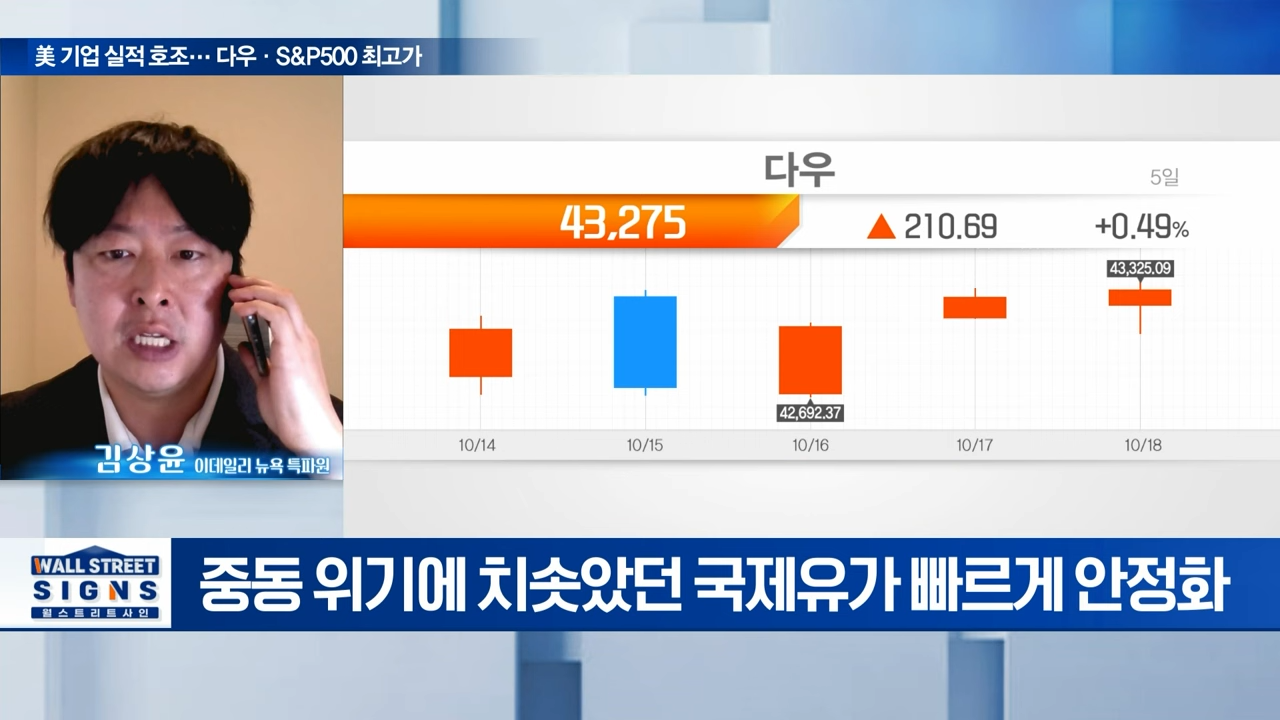 美 기업 실적 호조… 다우 · S&P500 최고가
다우
5일
43,275
▲ 210.69
+0.49%
43,325.09
42,692.37
10/14
10/15
10/16
10/17
10/18
김상윤 이데일리 뉴욕 특파원
WALL STREET
SIGNS
월스트리트사인
중동 위기에 치솟았던 국제유가 빠르게 안정화